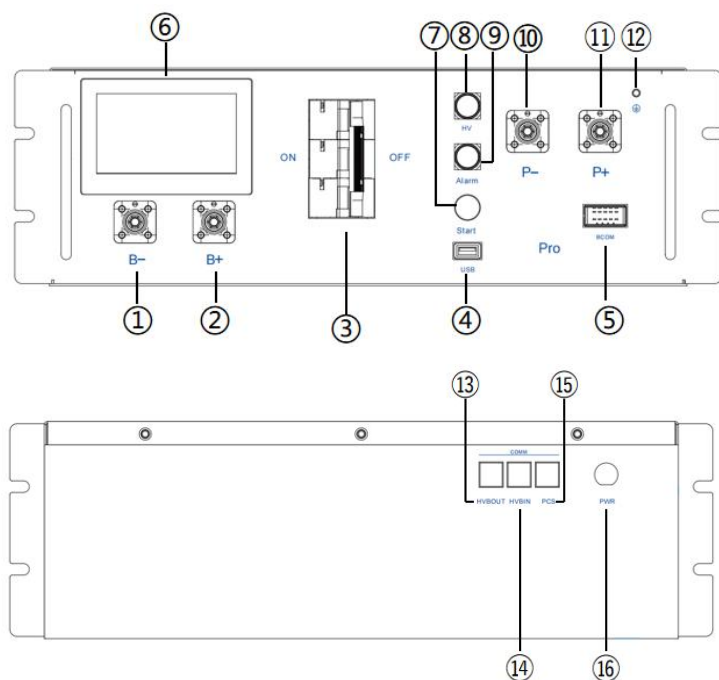 ⑥ ⑦ ⑧ ⑨ ⑩ ⑪ ⑫
HV
ON OFF
Alarm
P− P+
Start
BCOM
Pro
USB
B− B+
① ② ③ ④ ⑤
⑬ ⑮
COMM
HVBOUT HVBIN PCS PWR
⑭ ⑯